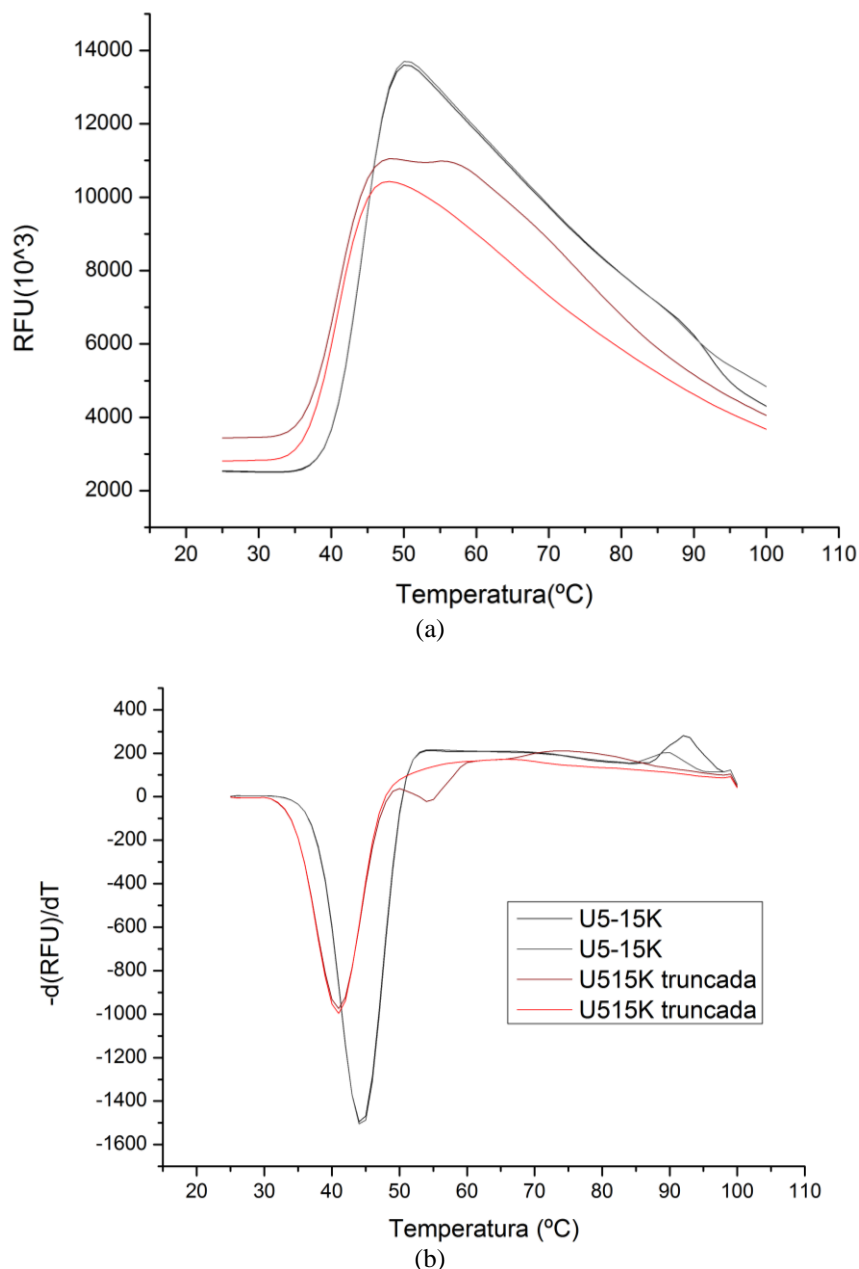 14000
12000
10000
8000
6000
4000
2000
RFU(10^3)
20 30 40 50 60 70 80 90 100 110
Temperatura(ºC)
(a)
400
200
0
-200
-400
-600
-800
-1000
-1200
-1400
-1600
-d(RFU)/dT
U5-15K
U5-15K
U515K truncada
U515K truncada
20 30 40 50 60 70 80 90 100 110
Temperatura (ºC)
(b)